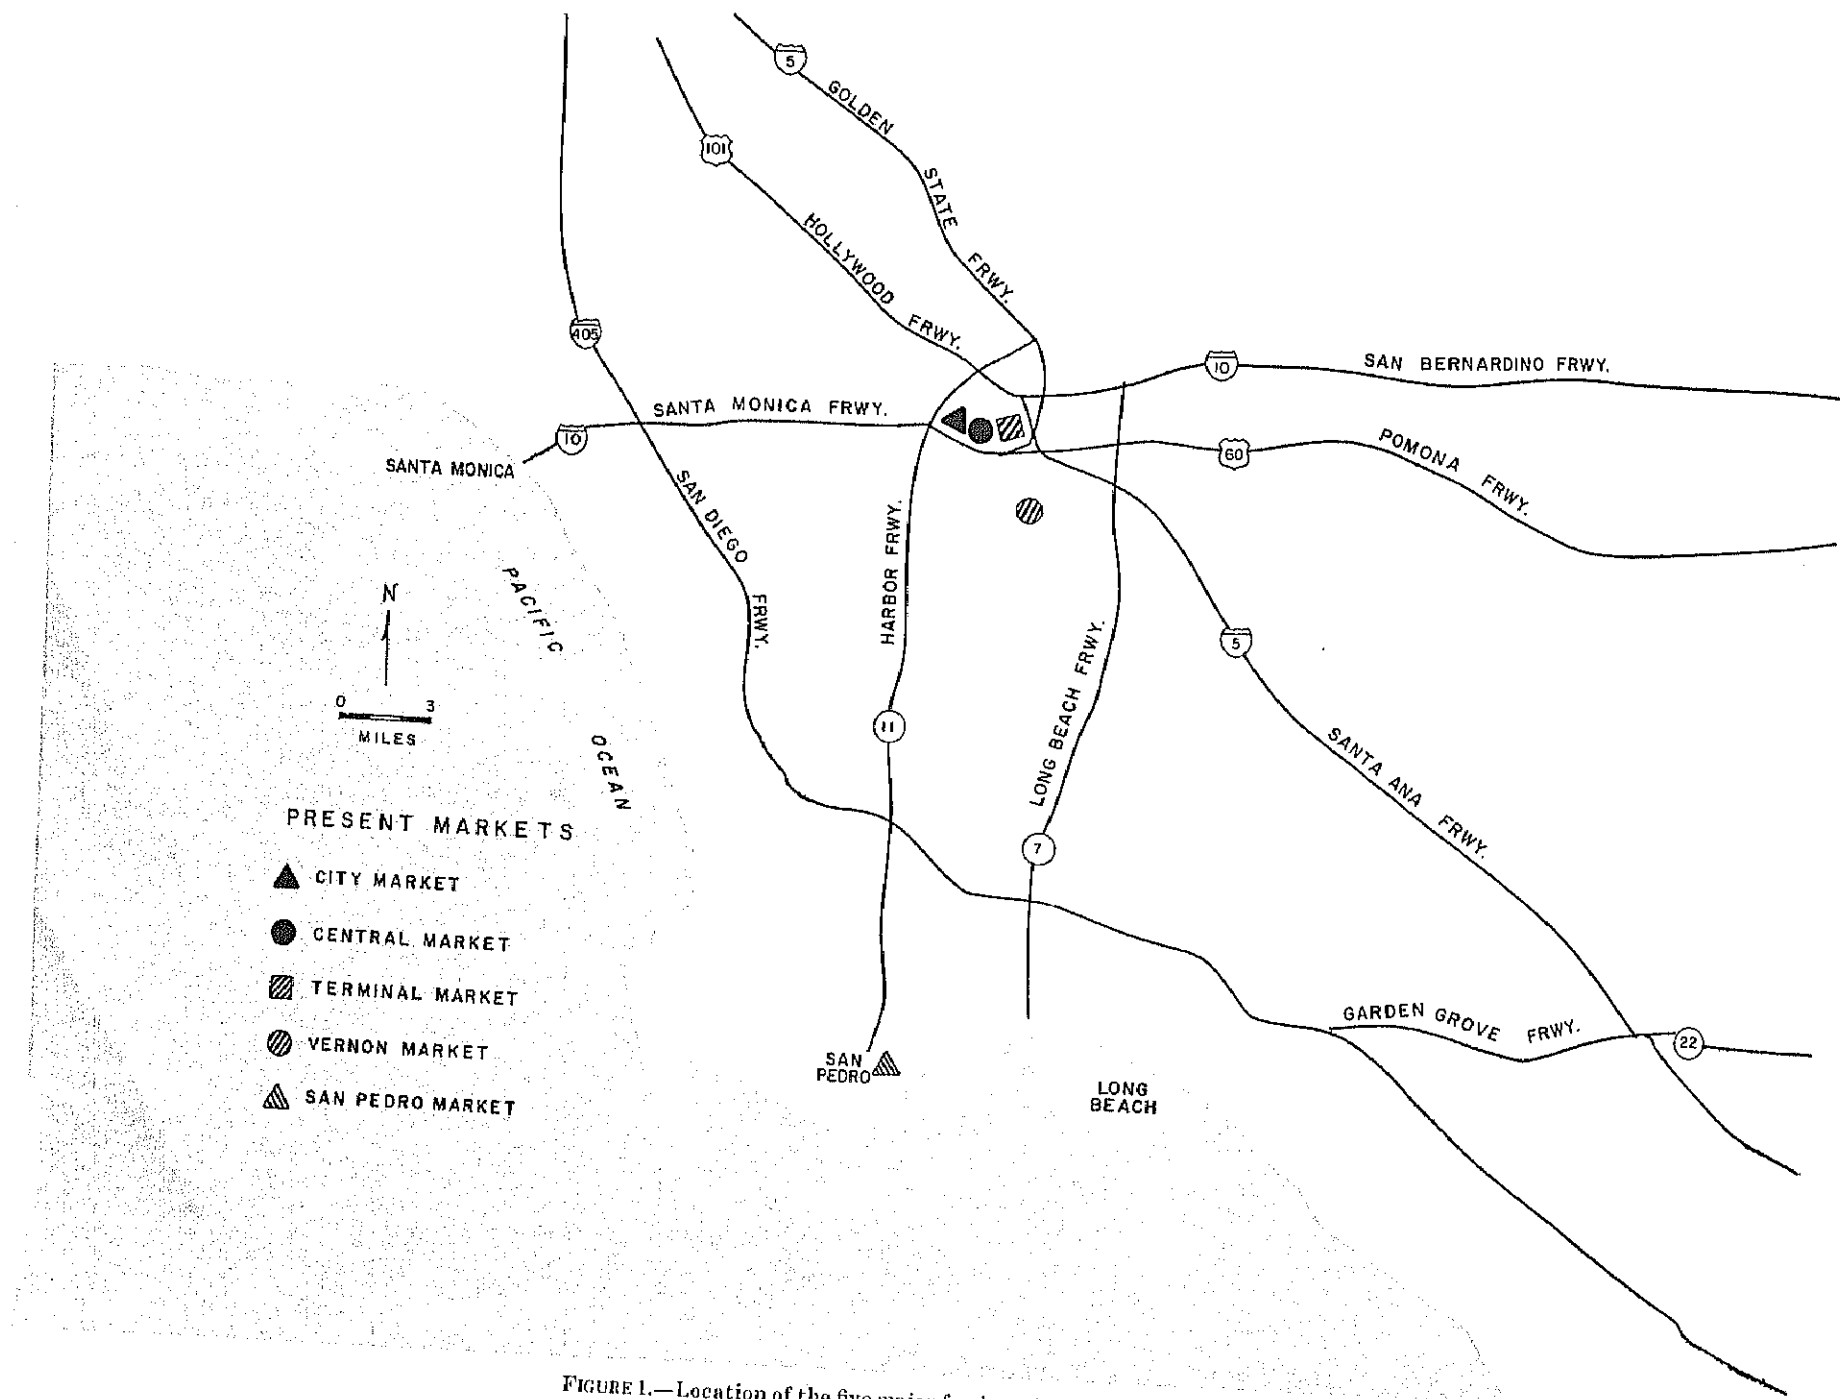 5
GOLDEN STATE FRWY.
101
HOLLYWOOD FRWY.
405
10
SAN BERNARDINO FRWY.
SANTA MONICA FRWY.
10
SANTA MONICA
60
POMONA FRWY.
SAN DIEGO FRWY.
HARBOR FRWY.
PACIFIC OCEAN
N
0 3
MILES
5
11
LONG BEACH FRWY.
SANTA ANA FRWY.
7
PRESENT MARKETS
CITY MARKET
CENTRAL MARKET
TERMINAL MARKET
VERNON MARKET
SAN PEDRO MARKET
GARDEN GROVE FRWY.
22
SAN
PEDRO
LONG
BEACH
FIGURE 1.—Location of the five major